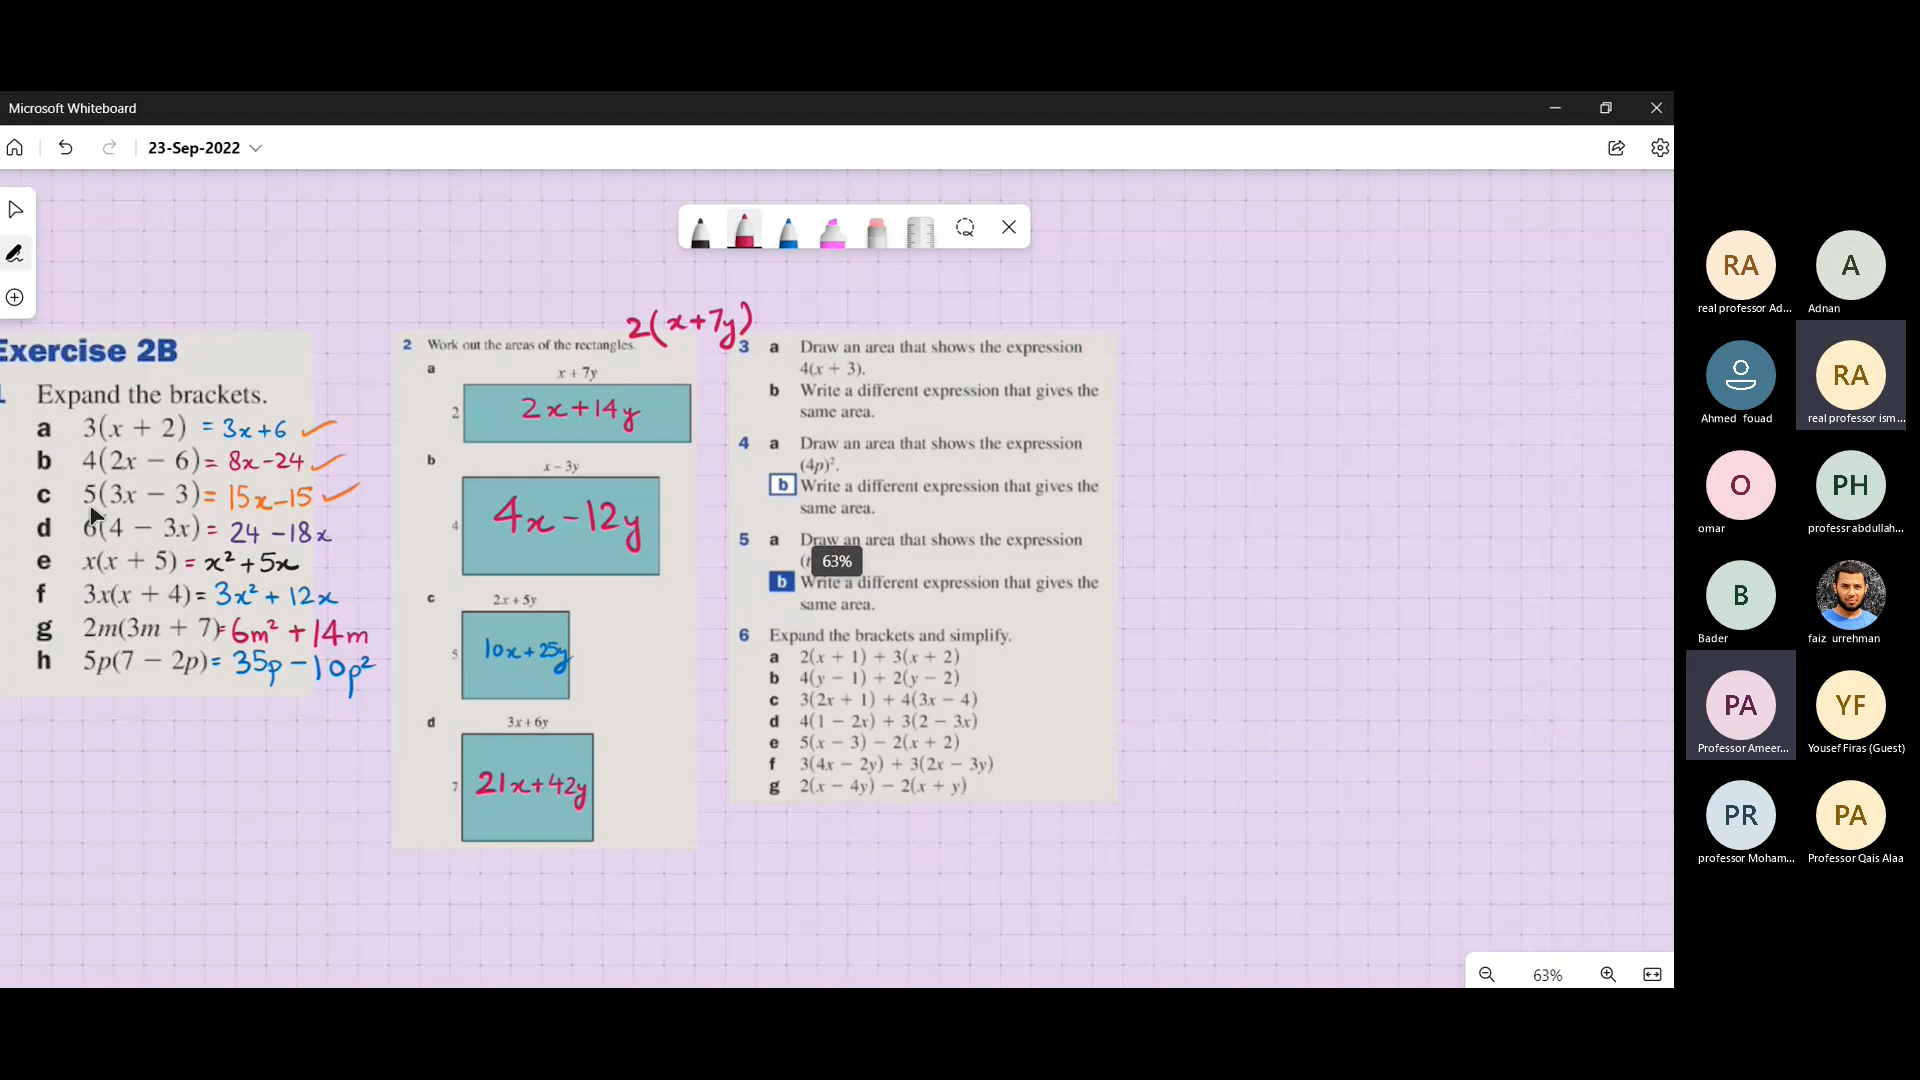 Microsoft Whiteboard
23-Sep-2022
Exercise 2B
1 Expand the brackets.
a 3(x + 2) = 3x+6
b 4(2x − 6) = 8x-24
c 5(3x − 3) = 15x-15
d 6(4 − 3x) = 24 -18x
e x(x + 5) = x²+5x
f 3x(x + 4) = 3x² + 12x
g 2m(3m + 7) = 6m² + 14m
h 5p(7 − 2p) = 35p -10p²
2(x+7y)
2 Work out the areas of the rectangles.
a
x + 7y
2
2x+14y
b
x − 3y
4
4x-12y
c
2x + 5y
5
10x+25y
d
3x + 6y
7
21x+42y
3 a Draw an area that shows the expression
4(x + 3).
b Write a different expression that gives the
same area.
4 a Draw an area that shows the expression
(4p)².
b Write a different expression that gives the
same area.
5 a Draw an area that shows the expression
63%
b Write a different expression that gives the
same area.
6 Expand the brackets and simplify.
a 2(x + 1) + 3(x + 2)
b 4(y − 1) + 2(y − 2)
c 3(2x + 1) + 4(3x − 4)
d 4(1 − 2x) + 3(2 − 3x)
e 5(x − 3) − 2(x + 2)
f 3(4x − 2y) + 3(2x − 3y)
g 2(x − 4y) − 2(x + y)
63%
RA
real professor Ad...
A
Adnan
Ahmed fouad
RA
real professor ism...
O
omar
PH
professr abdullah...
B
Bader
faiz urrehman
PA
Professor Ameer...
YF
Yousef Firas (Guest)
PR
professor Moham...
PA
Professor Qais Alaa